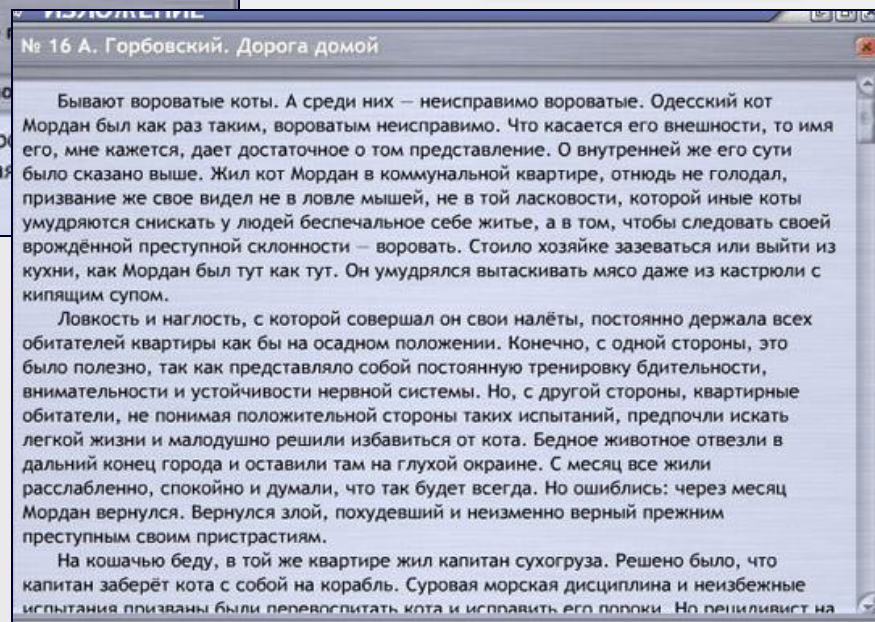 ИЗЛОЖЕНИЕ
№ 16 А. Горбовский. Дорога домой
Бывают вороватые коты. А среди них — неисправимо вороватые. Одесский кот
Мордан был как раз таким, вороватым неисправимо. Что касается его внешности, то имя
его, мне кажется, дает достаточное о том представление. О внутренней же его сути
было сказано выше. Жил кот Мордан в коммунальной квартире, отнюдь не голодал,
призвание же свое видел не в ловле мышей, не в той ласковости, которой иные коты
умудряются снискать у людей беспечальное себе житье, а в том, чтобы следовать своей
врождённой преступной склонности — воровать. Стоило хозяйке зазеваться или выйти из
кухни, как Мордан был тут как тут. Он умудрялся вытаскивать мясо даже из кастрюли с
кипящим супом.
Ловкость и наглость, с которой совершал он свои налёты, постоянно держала всех
обитателей квартиры как бы на осадном положении. Конечно, с одной стороны, это
было полезно, так как представляло собой постоянную тренировку бдительности,
внимательности и устойчивости нервной системы. Но, с другой стороны, квартирные
обитатели, не понимая положительной стороны таких испытаний, предпочли искать
легкой жизни и малодушно решили избавиться от кота. Бедное животное отвезли в
дальний конец города и оставили там на глухой окраине. С месяц все жили
расслабленно, спокойно и думали, что так будет всегда. Но ошиблись: через месяц
Мордан вернулся. Вернулся злой, похудевший и неизменно верный прежним
преступным своим пристрастиям.
На кошачью беду, в той же квартире жил капитан сухогруза. Решено было, что
капитан заберёт кота с собой на корабль. Суровая морская дисциплина и неизбежные
испытания призваны были перевоспитать кота и исправить его пороки. Но рецидивист на